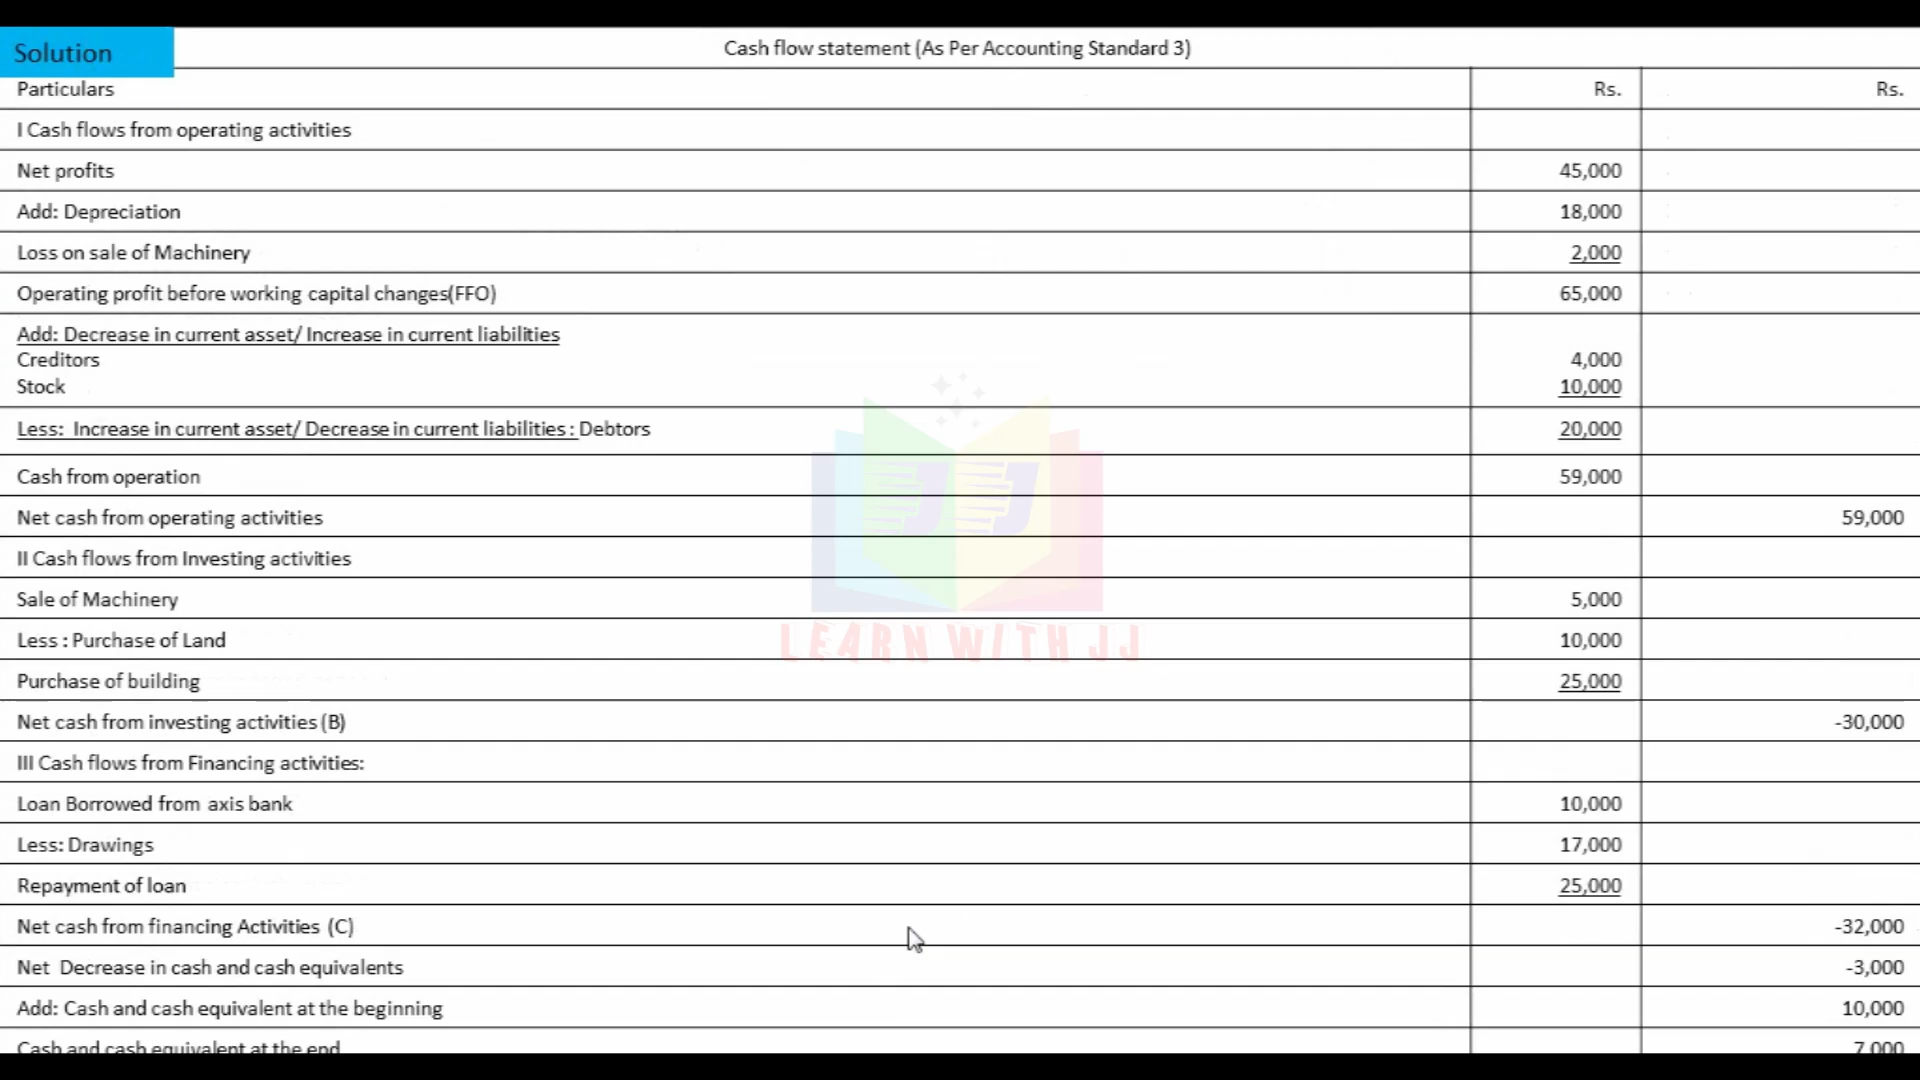 Solution
Cash flow statement (As Per Accounting Standard 3)
Particulars Rs. Rs.
I Cash flows from operating activities
Net profits 45,000
Add: Depreciation 18,000
Loss on sale of Machinery 2,000
Operating profit before working capital changes(FFO) 65,000
Add: Decrease in current asset/ Increase in current liabilities
Creditors 4,000
Stock 10,000
Less: Increase in current asset/ Decrease in current liabilities : Debtors 20,000
Cash from operation 59,000
Net cash from operating activities 59,000
II Cash flows from Investing activities
Sale of Machinery 5,000
Less : Purchase of Land 10,000
LEARN WITH JJ
Purchase of building 25,000
Net cash from investing activities (B) -30,000
III Cash flows from Financing activities:
Loan Borrowed from axis bank 10,000
Less: Drawings 17,000
Repayment of loan 25,000
Net cash from financing Activities (C) -32,000
Net Decrease in cash and cash equivalents -3,000
Add: Cash and cash equivalent at the beginning 10,000
Cash and cash equivalent at the end 7,000